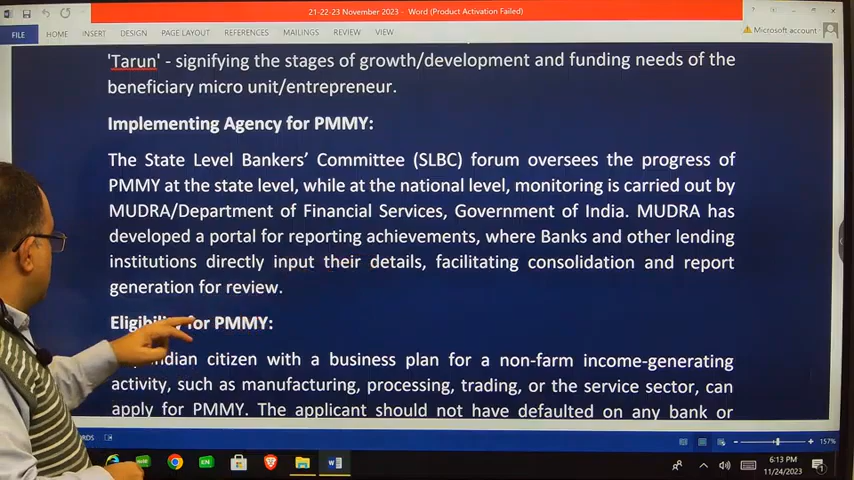 21-22-23 November 2023 - Word (Product Activation Failed)
FILE HOME INSERT DESIGN PAGE LAYOUT REFERENCES MAILINGS REVIEW VIEW Microsoft account
'Tarun' - signifying the stages of growth/development and funding needs of the
beneficiary micro unit/entrepreneur.
Implementing Agency for PMMY:
The State Level Bankers' Committee (SLBC) forum oversees the progress of
PMMY at the state level, while at the national level, monitoring is carried out by
MUDRA/Department of Financial Services, Government of India. MUDRA has
developed a portal for reporting achievements, where Banks and other lending
institutions directly input their details, facilitating consolidation and report
generation for review.
Eligibility for PMMY:
Indian citizen with a business plan for a non-farm income-generating
activity, such as manufacturing, processing, trading, or the service sector, can
apply for PMMY. The applicant should not have defaulted on any bank or
157%
EN
6:13 PM
11/24/2023